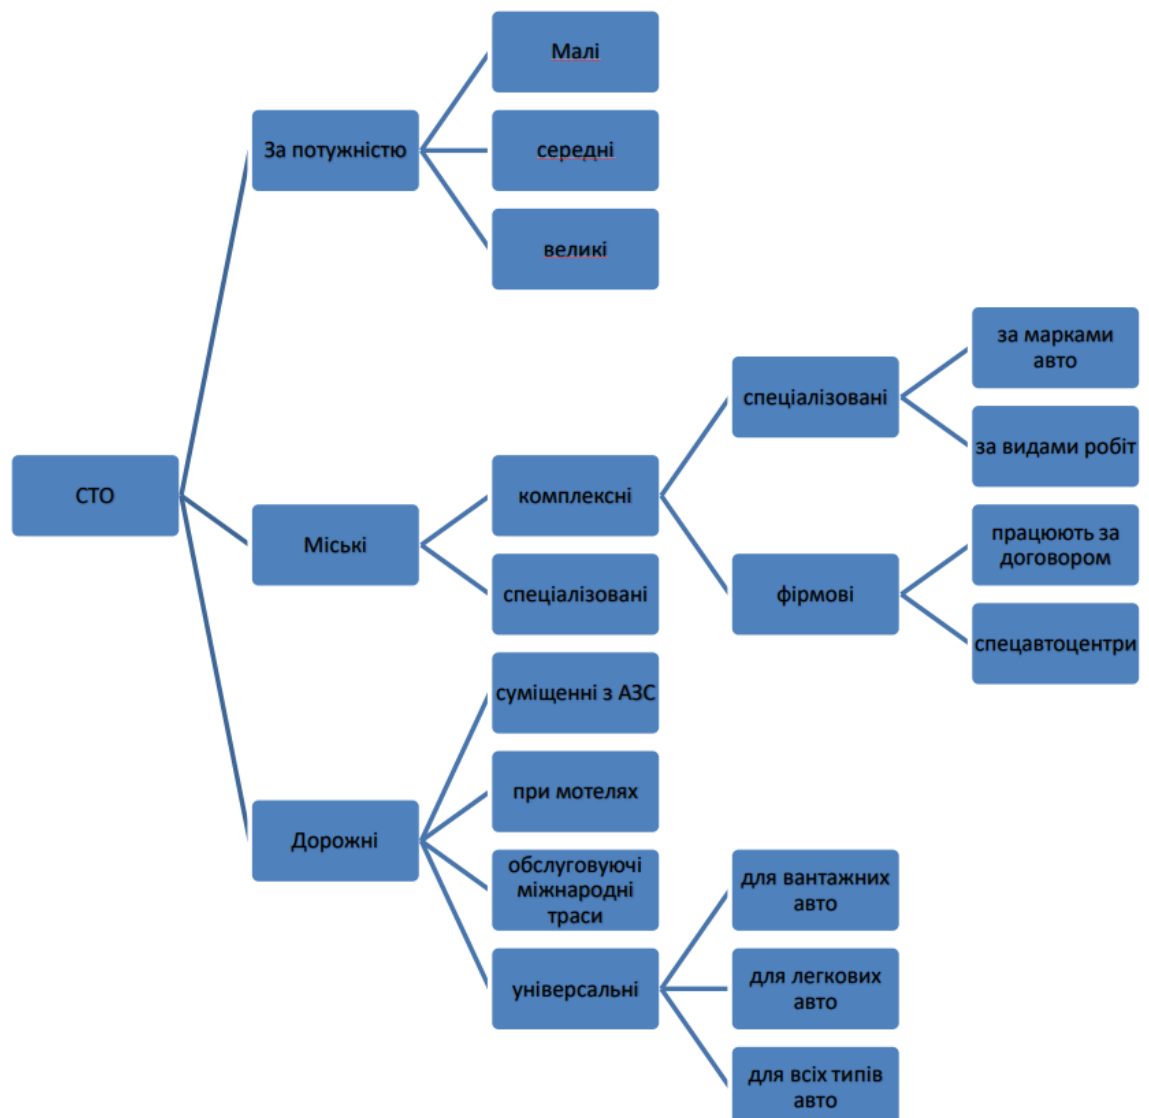 Малі
За потужністю
середні
великі
за марками
авто
спеціалізовані
за видами робіт
СТО
комплексні
Міські
працюють за
договором
фірмові
спеціалізовані
спецавтоцентри
суміщенні з АЗС
при мотелях
Дорожні
обслуговуючі
міжнародні
траси
для вантажних
авто
універсальні
для легкових
авто
для всіх типів
авто